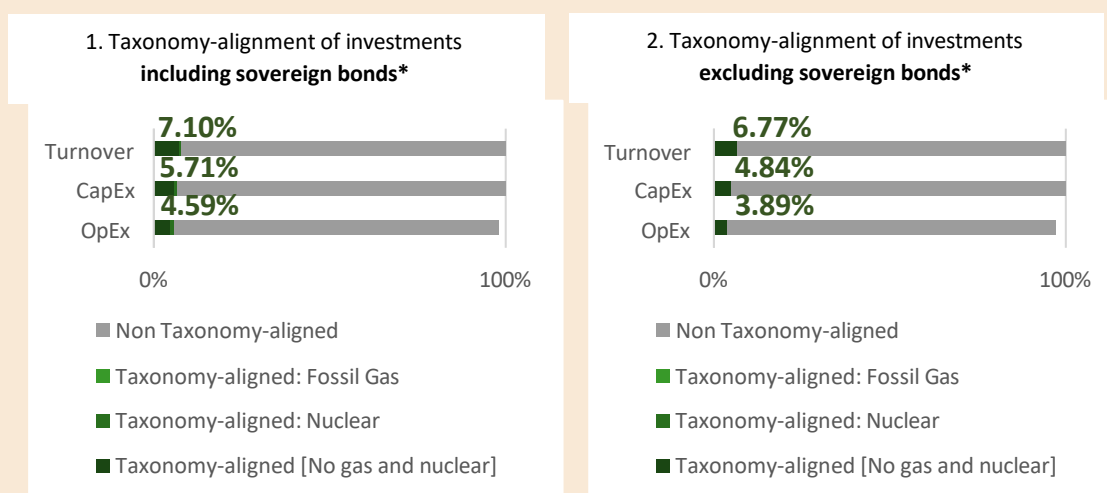 1. Taxonomy-alignment of investments
including sovereign bonds*
7.10%
Turnover
5.71%
CapEx
4.59%
OpEx
0%
100%
Non Taxonomy-aligned
Taxonomy-aligned: Fossil Gas
Taxonomy-aligned: Nuclear
Taxonomy-aligned [No gas and nuclear]
2. Taxonomy-alignment of investments
excluding sovereign bonds*
6.77%
Turnover
4.84%
CapEx
3.89%
OpEx
0%
100%
Non Taxonomy-aligned
Taxonomy-aligned: Fossil Gas
Taxonomy-aligned: Nuclear
Taxonomy-aligned [No gas and nuclear]